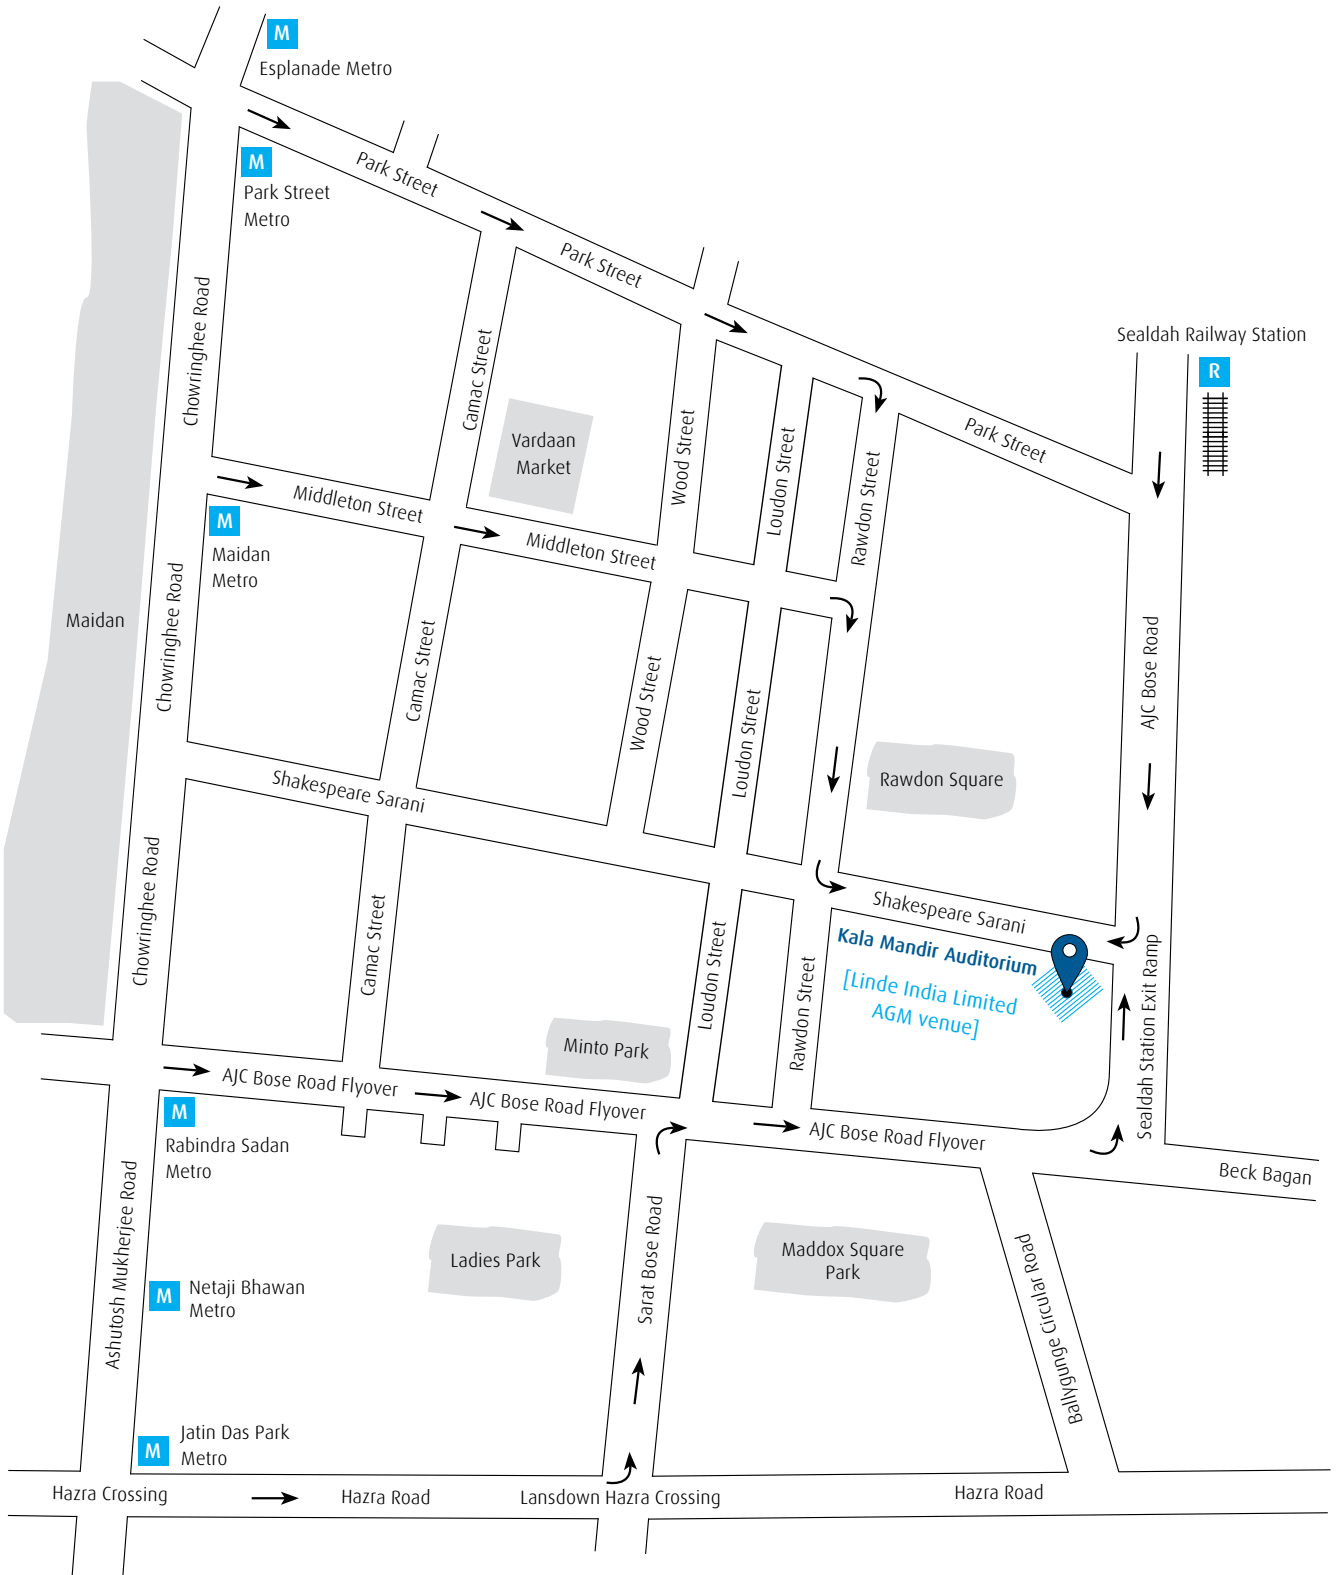 M
Esplanade Metro
Park Street
M
Park Street
Metro
Park Street
Chowringhee Road
Camac Street
Vardaan
Market
Wood Street
Loudon Street
Rawdon Street
Park Street
Sealdah Railway Station
R
Middleton Street
Middleton Street
M
Maidan
Metro
Maidan
Chowringhee Road
Camac Street
Wood Street
Loudon Street
AJC Bose Road
Rawdon Square
Shakespeare Sarani
Chowringhee Road
Camac Street
Loudon Street
Rawdon Street
Shakespeare Sarani
Kala Mandir Auditorium
[Linde India Limited
AGM venue]
Sealdah Station Exit Ramp
Minto Park
AJC Bose Road Flyover
AJC Bose Road Flyover
AJC Bose Road Flyover
M
Rabindra Sadan
Metro
Beck Bagan
Ashutosh Mukherjee Road
Ladies Park
Sarat Bose Road
Maddox Square
Park
Ballygunge Circular Road
M
Netaji Bhawan
Metro
M
Jatin Das Park
Metro
Hazra Crossing
Hazra Road
Lansdown Hazra Crossing
Hazra Road